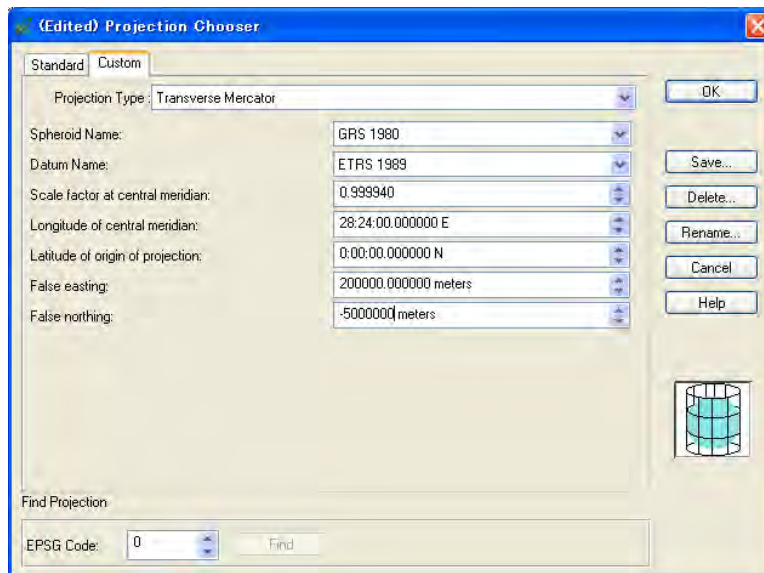 (Edited) Projection Chooser
Standard Custom
Projection Type : Transverse Mercator
OK
Spheroid Name: GRS 1980
Datum Name: ETRS 1989
Save...
Scale factor at central meridian: 0.999940
Delete...
Longitude of central meridian: 28:24:00.000000 E
Rename...
Latitude of origin of projection: 0:00:00.000000 N
Cancel
False easting: 200000.000000 meters
Help
False northing: -5000000 meters
Find Projection
EPSG Code: 0 Find